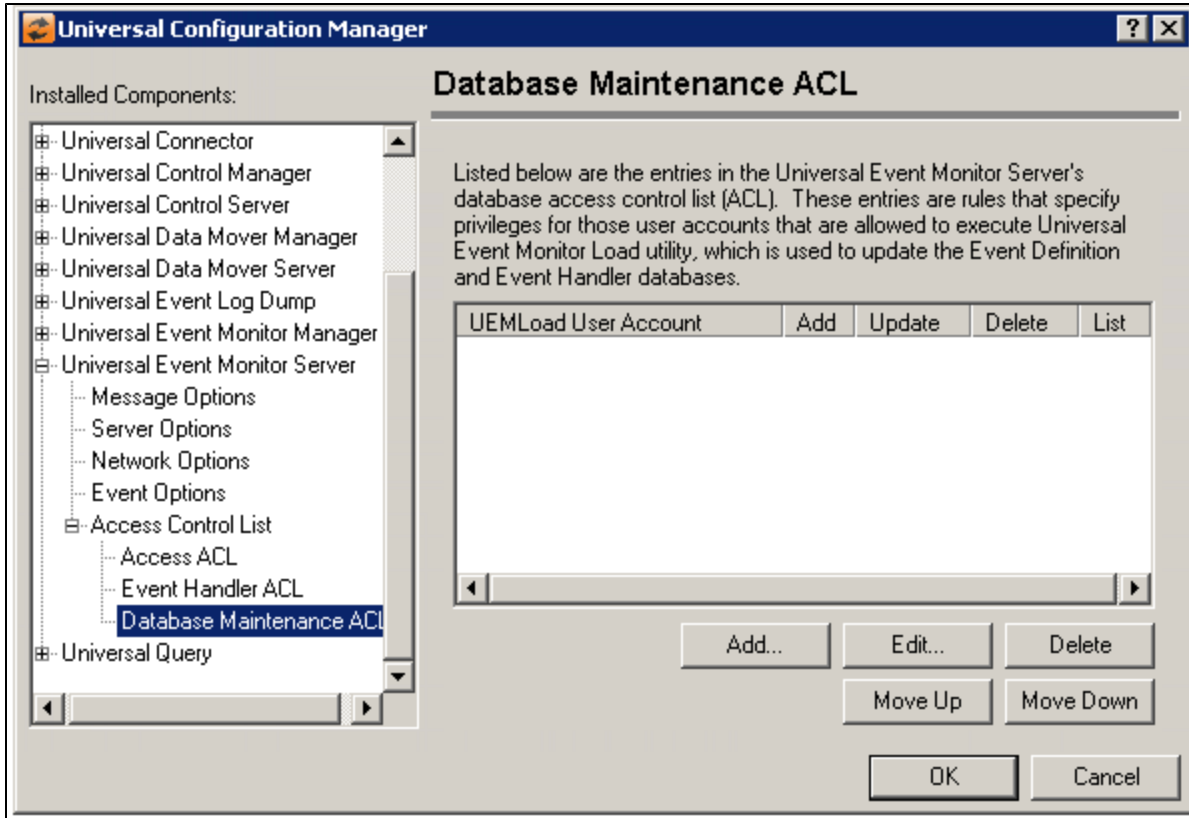 Universal Configuration Manager
Installed Components:
Universal Connector
Universal Control Manager
Universal Control Server
Universal Data Mover Manager
Universal Data Mover Server
Universal Event Log Dump
Universal Event Monitor Manager
Universal Event Monitor Server
Message Options
Server Options
Network Options
Event Options
Access Control List
Access ACL
Event Handler ACL
Database Maintenance ACL
Universal Query
Database Maintenance ACL
Listed below are the entries in the Universal Event Monitor Server's
database access control list (ACL). These entries are rules that specify
privileges for those user accounts that are allowed to execute Universal
Event Monitor Load utility, which is used to update the Event Definition
and Event Handler databases.
UEMLoad User Account Add Update Delete List
Add... Edit... Delete
Move Up Move Down
OK Cancel